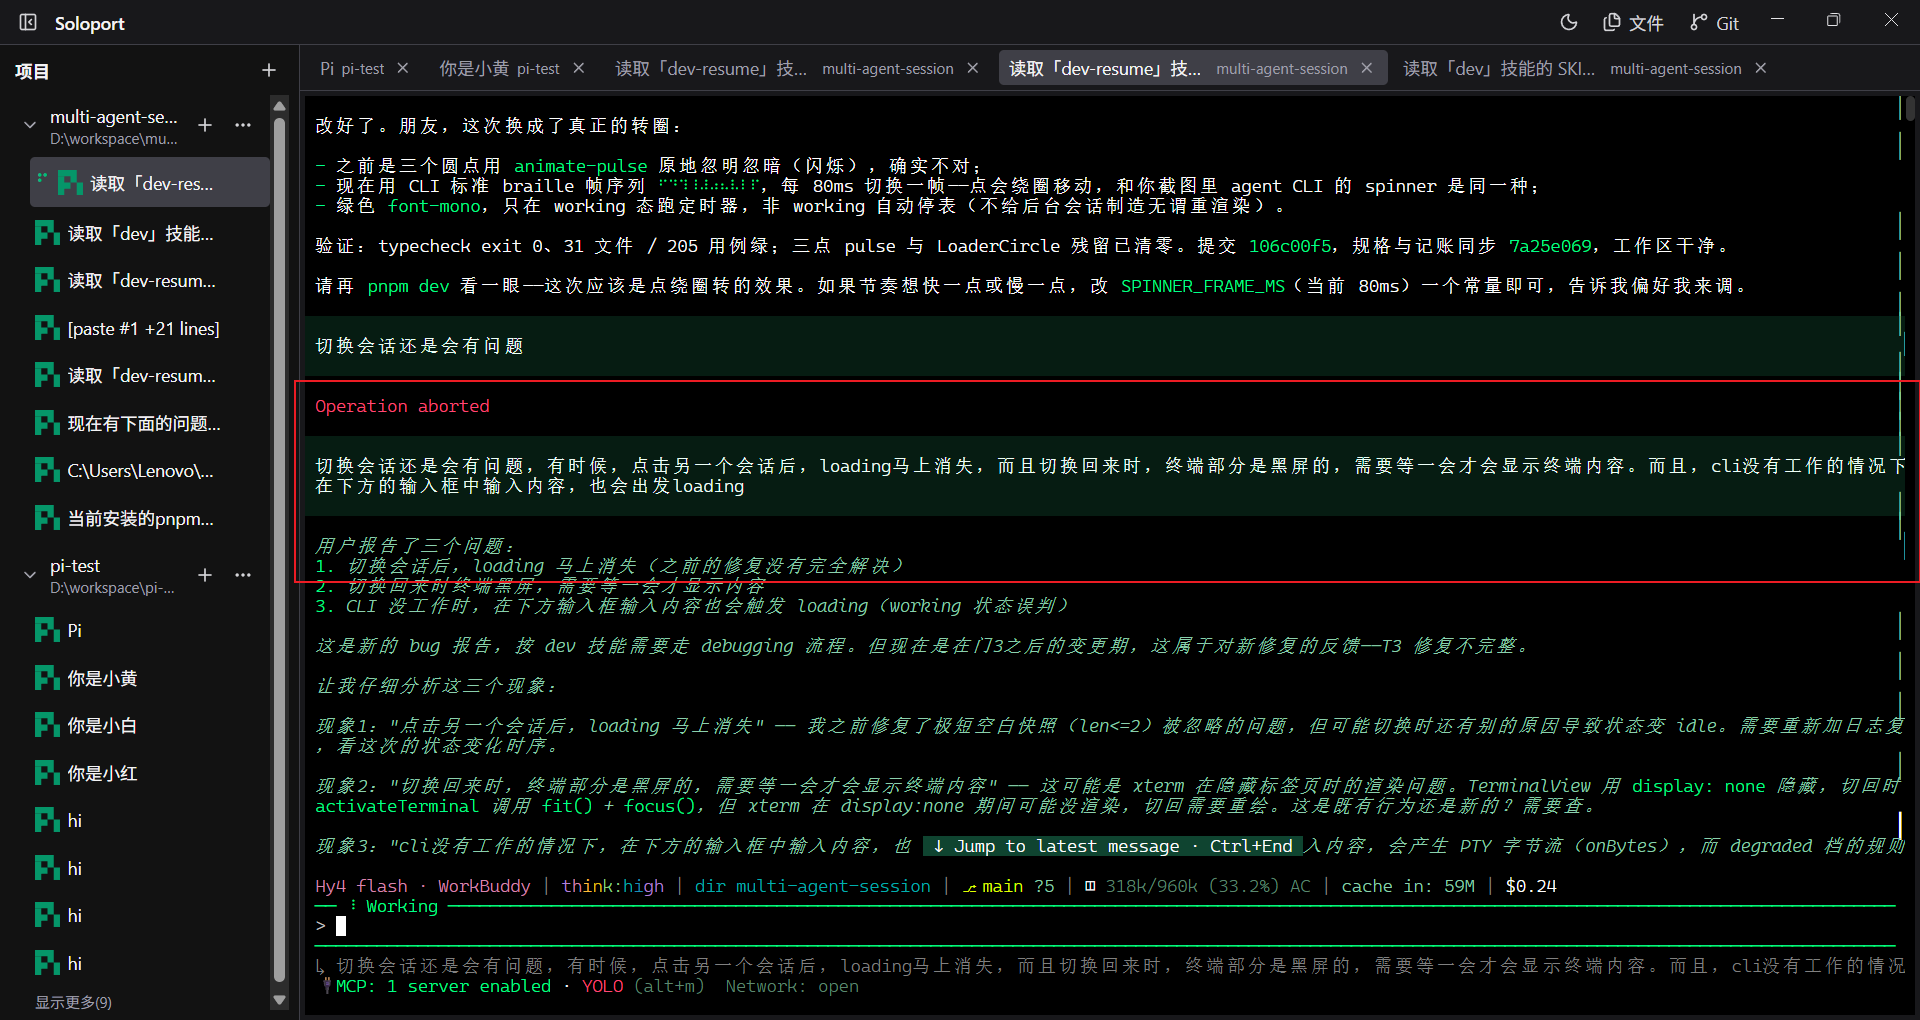 Soloport
文件
Git
项目
multi-agent-se...
D:\workspace\mu...
读取「dev-res...
读取「dev」技能...
读取「dev-resum...
[paste #1 +21 lines]
读取「dev-resum...
现在有下面的问题...
C:\Users\Lenovo\...
当前安装的pnpm...
pi-test
D:\workspace\pi-...
Pi
你是小黄
你是小白
你是小红
hi
hi
hi
hi
显示更多(9)
Pi pi-test ×
你是小黄 pi-test ×
读取「dev-resume」技... multi-agent-session ×
读取「dev-resume」技... multi-agent-session ×
读取「dev」技能的 SKI... multi-agent-session ×
改好了。朋友，这次换成了真正的转圈：
- 之前是三个圆点用 animate-pulse 原地忽明忽暗（闪烁），确实不对；
- 现在用 CLI 标准 braille 帧序列 ，每 80ms 切换一帧——点会绕圈移动，和你截图里 agent CLI 的 spinner 是同一种；
- 绿色 font-mono，只在 working 态跑定时器，非 working 自动停表（不给后台会话制造无谓重渲染）。
验证：typecheck exit 0、31 文件 / 205 用例绿；三点 pulse 与 LoaderCircle 残留已清零。提交 106c00f5，规格与记账同步 7a25e069，工作区干净。
请再 pnpm dev 看一眼——这次应该是点绕圈转的效果。如果节奏想快一点或慢一点，改 SPINNER_FRAME_MS（当前 80ms）一个常量即可，告诉我偏好我来调。
切换会话还是会有问题
Operation aborted
切换会话还是会有问题，有时候，点击另一个会话后，loading马上消失，而且切换回来时，终端部分是黑屏的，需要等一会才会显示终端内容。而且，cli没有工作的情况下
在下方的输入框中输入内容，也会出发loading
用户报告了三个问题：
1. 切换会话后，loading 马上消失（之前的修复没有完全解决）
2. 切换回来时终端黑屏，需要等一会才显示内容
3. CLI 没工作时，在下方输入框输入内容也会触发 loading（working 状态误判）
这是新的 bug 报告，按 dev 技能需要走 debugging 流程。但现在是在门3之后的变更期，这属于对新修复的反馈——T3 修复不完整。
让我仔细分析这三个现象：
现象1："点击另一个会话后，loading 马上消失" —— 我之前修复了极短空白快照（len<=2）被忽略的问题，但可能切换时还有别的原因导致状态变 idle。需要重新加日志复
，看这次的状态变化时序。
现象2："切换回来时，终端部分是黑屏的，需要等一会才会显示终端内容" —— 这可能是 xterm 在隐藏标签页时的渲染问题。TerminalView 用 display: none 隐藏，切回时
activateTerminal 调用 fit() + focus()，但 xterm 在 display:none 期间可能没渲染，切回需要重绘。这是既有行为还是新的？需要查。
现象3："cli没有工作的情况下，在下方的输入框中输入内容，也 ↓ Jump to latest message · Ctrl+End 入内容，会产生 PTY 字节流（onBytes），而 degraded 档的规则
Hy4 flash · WorkBuddy | think:high | dir multi-agent-session | main ?5 | 318k/960k (33.2%) AC | cache in: 59M | $0.24
Working
>
切换会话还是会有问题，有时候，点击另一个会话后，loading马上消失，而且切换回来时，终端部分是黑屏的，需要等一会才会显示终端内容。而且，cli没有工作的情况
MCP: 1 server enabled · YOLO (alt+m) Network: open